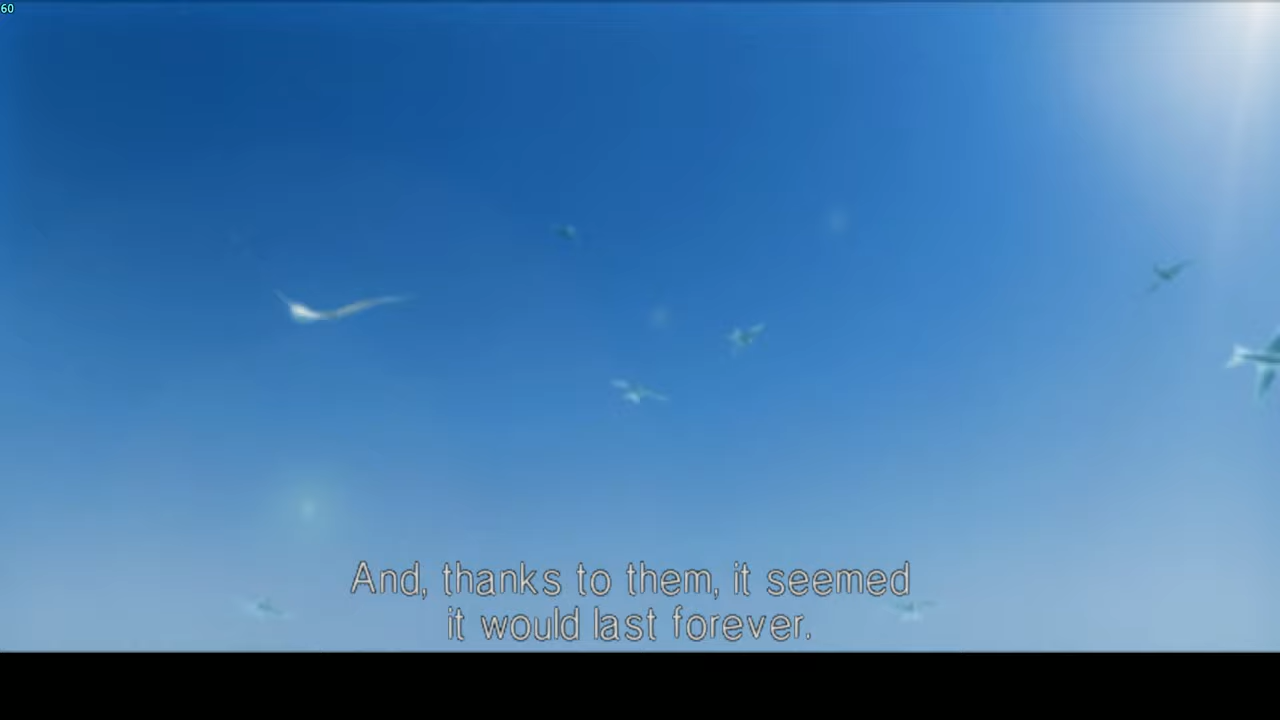 60
And, thanks to them, it seemed
it would last forever.